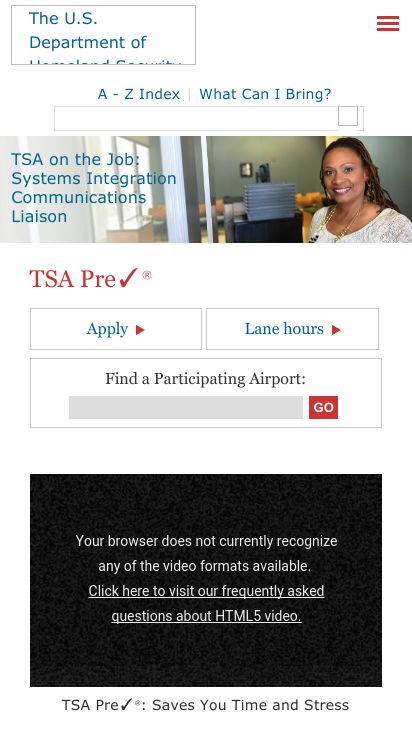 The U.S.
Department of
Homeland Security
A - Z Index
What Can I Bring?
TSA on the Job:
Systems Integration
Communications
Liaison
TSA Pre✓®
Apply
Lane hours
Find a Participating Airport:
GO
Your browser does not currently recognize
any of the video formats available.
Click here to visit our frequently asked
questions about HTML5 video.
TSA Pre✓®: Saves You Time and Stress